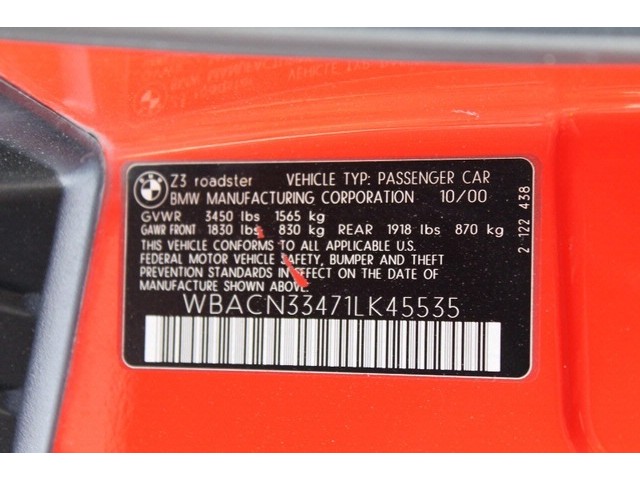 Z3 roadster VEHICLE TYP: PASSENGER CAR
BMW MANUFACTURING CORPORATION 10/00
GVWR 3450 lbs 1565 kg
GAWR FRONT 1830 lbs 830 kg REAR 1918 lbs 870 kg
THIS VEHICLE CONFORMS TO ALL APPLICABLE U.S.
FEDERAL MOTOR VEHICLE SAFETY, BUMPER AND THEFT
PREVENTION STANDARDS IN EFFECT ON THE DATE OF
MANUFACTURE SHOWN ABOVE.
WBACN33471LK45535
2 122 438